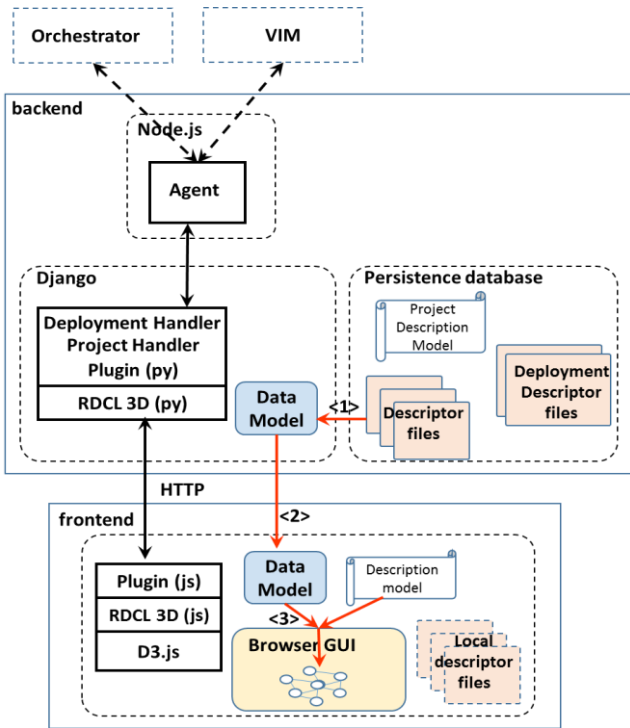 Orchestrator
VIM
backend
Node.js
Agent
Django
Persistence database
Deployment Handler
Project Handler
Plugin (py)
RDCL 3D (py)
Project
Description
Model
Data
Model
<1>
Descriptor
files
Deployment
Descriptor
files
HTTP
frontend
<2>
Plugin (js)
RDCL 3D (js)
D3.js
Data
Model
Description
model
<3>
Browser GUI
Local
descriptor
files